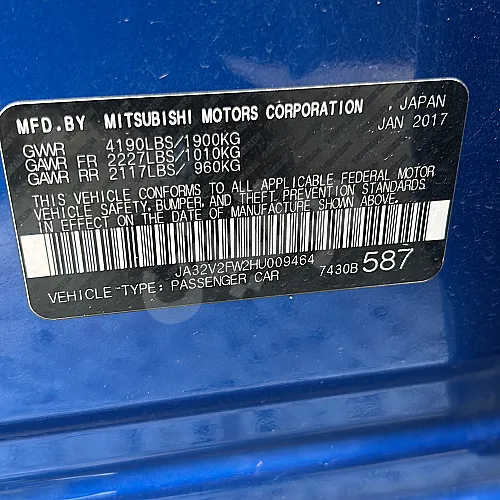 MFD.BY MITSUBISHI MOTORS CORPORATION , JAPAN
JAN 2017
GVWR 4190LBS/1900KG
GAWR FR 2227LBS/1010KG
GAWR RR 2117LBS/ 960KG
THIS VEHICLE CONFORMS TO ALL APPLICABLE FEDERAL MOTOR
VEHICLE SAFETY,BUMPER, AND THEFT PREVENTION STANDARDS
IN EFFECT ON THE DATE OF MANUFACTURE SHOWN ABOVE.
JA32V2FW2HU009464 7430B 587
VEHICLE TYPE: PASSENGER CAR